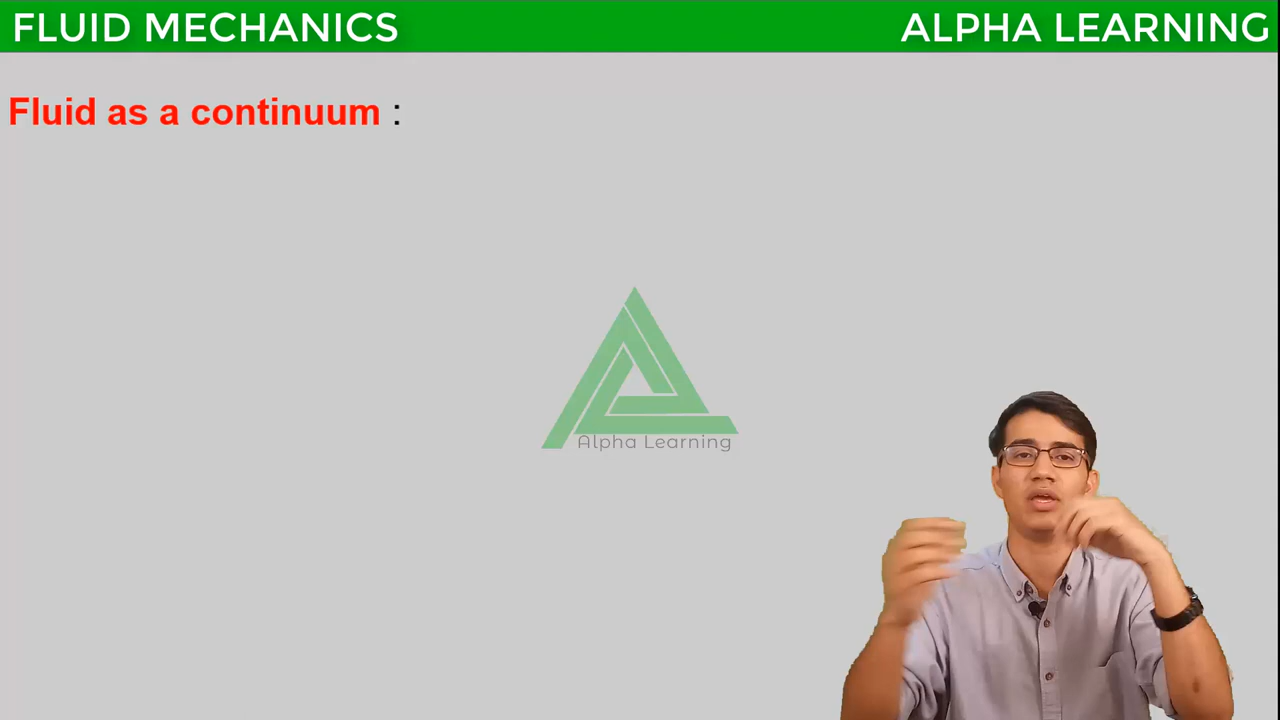 FLUID MECHANICS
ALPHA LEARNING
Fluid as a continuum :
Alpha Learning